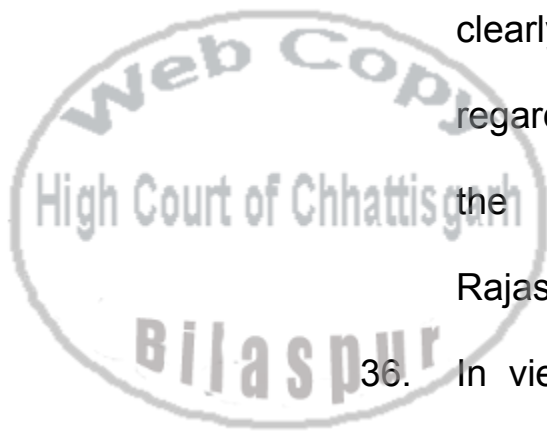 clearly
Web Copy
regard
High Court of Chhattisgarh
the
Rajas
Bilaspur
36. In vie